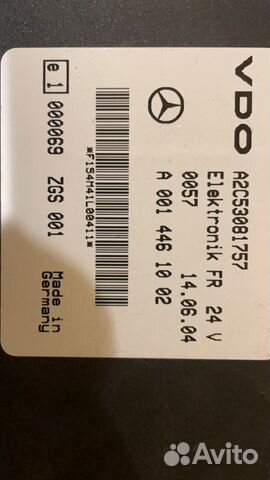 VDO
A2C53081757
Elektronik FR 24 V
0057 14.06.04
A 001 446 10 02
*F154M41L00411*
e 1 000069 ZGS 001
Made in
Germany
Avito